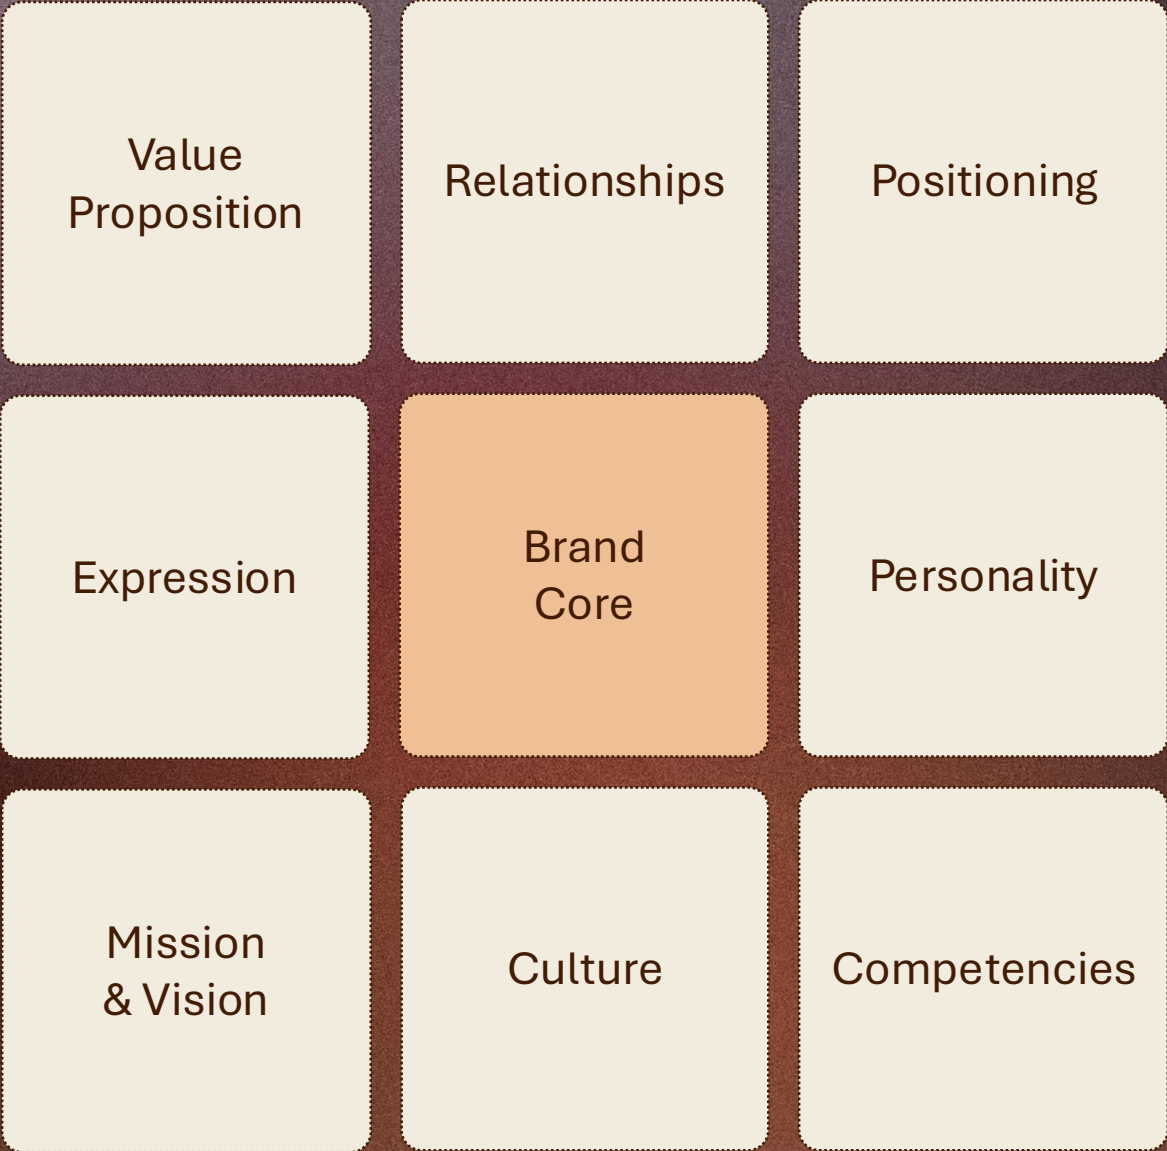 Value
Proposition
Relationships
Positioning
Expression
Brand
Core
Personality
Mission
& Vision
Culture
Competencies